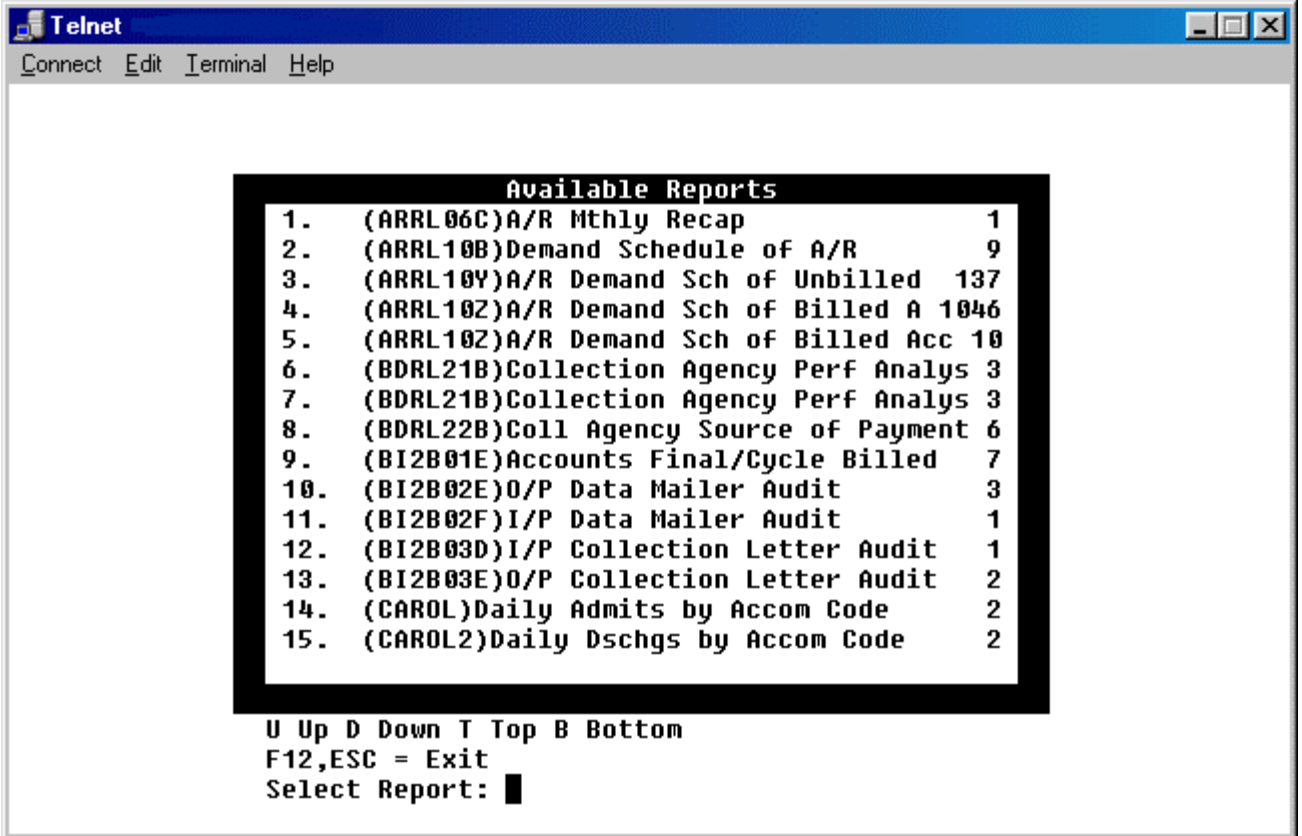 Telnet
Connect Edit Terminal Help
Available Reports
1. (ARRL06C)A/R Mthly Recap 1
2. (ARRL10B)Demand Schedule of A/R 9
3. (ARRL10Y)A/R Demand Sch of Unbilled 137
4. (ARRL10Z)A/R Demand Sch of Billed A 1046
5. (ARRL10Z)A/R Demand Sch of Billed Acc 10
6. (BDRL21B)Collection Agency Perf Analys 3
7. (BDRL21B)Collection Agency Perf Analys 3
8. (BDRL22B)Coll Agency Source of Payment 6
9. (BI2B01E)Accounts Final/Cycle Billed 7
10. (BI2B02E)O/P Data Mailer Audit 3
11. (BI2B02F)I/P Data Mailer Audit 1
12. (BI2B03D)I/P Collection Letter Audit 1
13. (BI2B03E)O/P Collection Letter Audit 2
14. (CAROL)Daily Admits by Accom Code 2
15. (CAROL2)Daily Dschgs by Accom Code 2
U Up D Down T Top B Bottom
F12,ESC = Exit
Select Report: